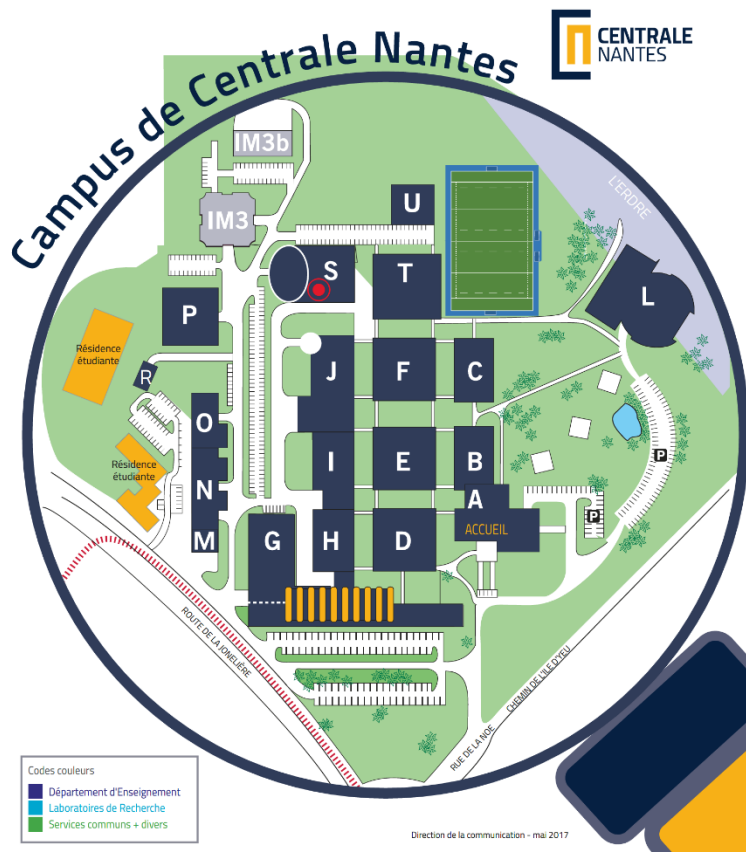 Campus de Centrale Nantes
CENTRALE
NANTES
IM3b
IM3
U
L'ERDRE
S
T
L
P
Résidence
étudiante
R
J
F
C
O
Résidence
étudiante
N
I
E
B
P
A
M
G
H
D
ACCUEIL
P
ROUTE DE LA JONELIÈRE
CHEMIN DE L'ILE D'YEU
RUE DE LA NOE
Codes couleurs
Départment d'Enseignement
Laboratoires de Recherche
Services communs + divers
Direction de la communication - mai 2017